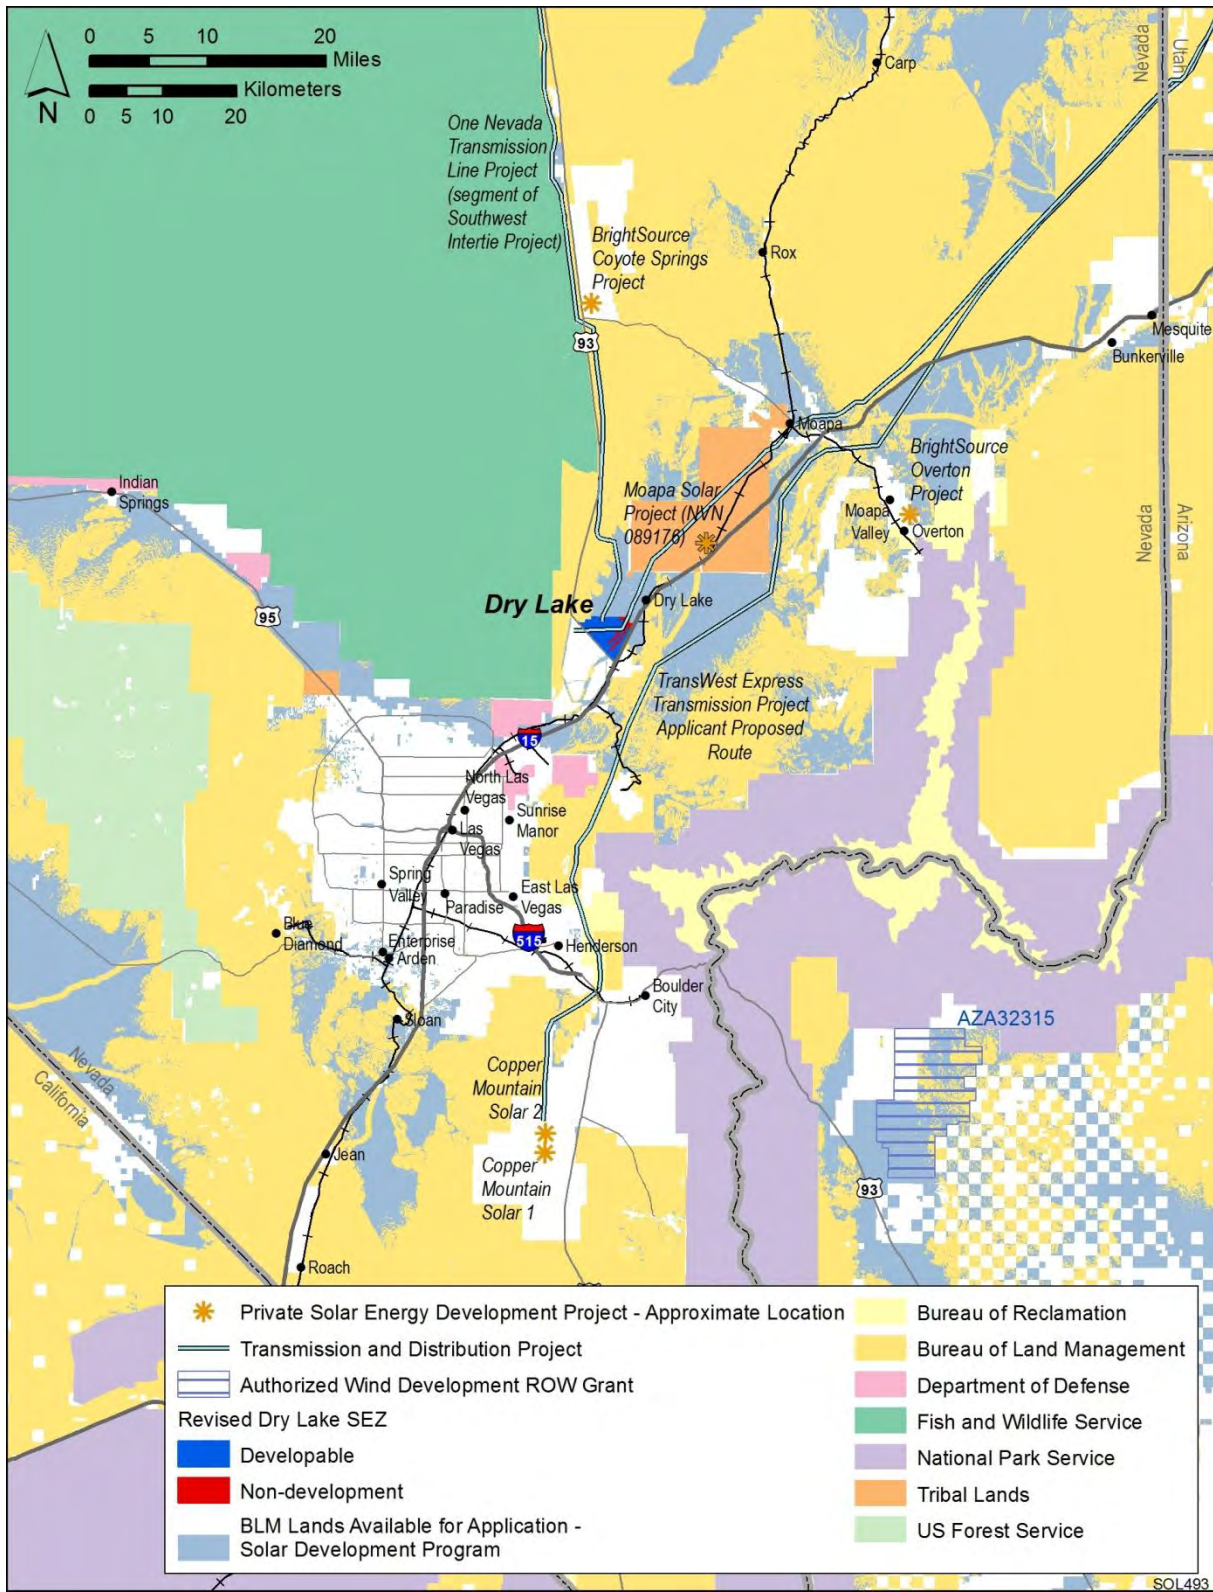 0 5 10 20
Miles
Kilometers
0 5 10 20
N
One Nevada
Transmission
Line Project
(segment of
Southwest
Intertie Project)
Carp
Nevada
Utah
BrightSource
Coyote Springs
Project
Rox
93
Mesquite
Bunkerville
Moapa
BrightSource
Overton
Project
Indian
Springs
Moapa Solar
Project (NVN
089176)
Moapa
Valley
Overton
Nevada
Arizona
Dry Lake
Dry Lake
95
TransWest Express
Transmission Project
Applicant Proposed
Route
15
North Las
Vegas
Sunrise
Manor
Las
Vegas
Spring
Valley
Paradise
East Las
Vegas
Blue
Diamond
Enterprise
Arden
515
Henderson
Boulder
City
Sloan
AZA32315
Nevada
California
Copper
Mountain
Solar 2
Jean
Copper
Mountain
Solar 1
93
Roach
Private Solar Energy Development Project - Approximate Location
Transmission and Distribution Project
Authorized Wind Development ROW Grant
Revised Dry Lake SEZ
Developable
Non-development
BLM Lands Available for Application -
Solar Development Program
Bureau of Reclamation
Bureau of Land Management
Department of Defense
Fish and Wildlife Service
National Park Service
Tribal Lands
US Forest Service
SOL493